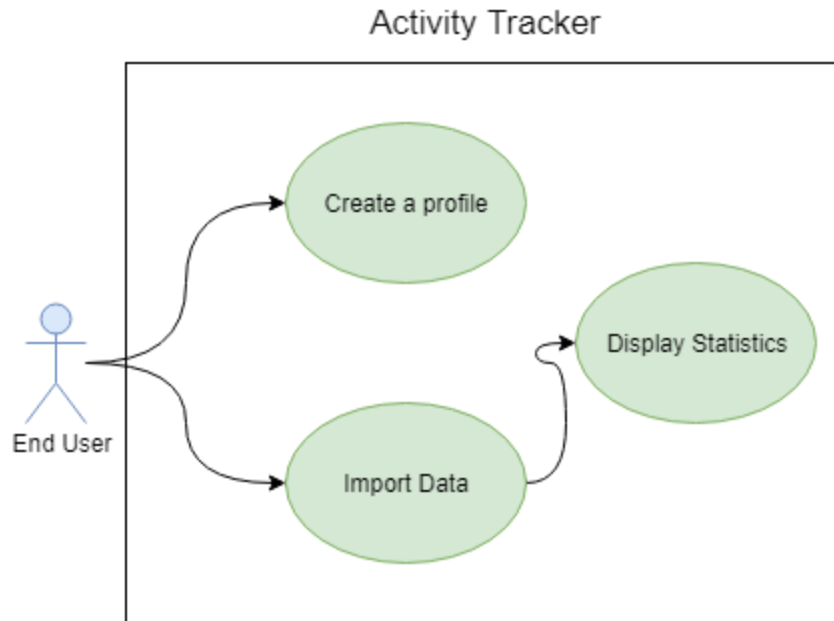 Activity Tracker
Create a profile
Display Statistics
End User
Import Data